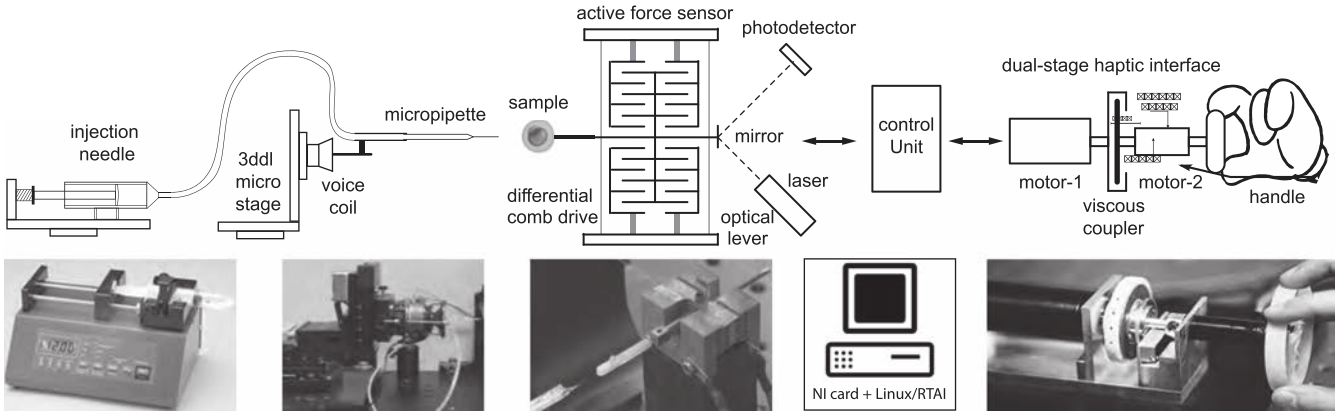 active force sensor
photodetector
dual-stage haptic interface
micropipette
sample
injection
needle
mirror
control
Unit
3ddl
micro
stage
voice
coil
differential
comb drive
laser
optical
lever
motor-1
motor-2
handle
viscous
coupler
1200
NI card + Linux/RTAI